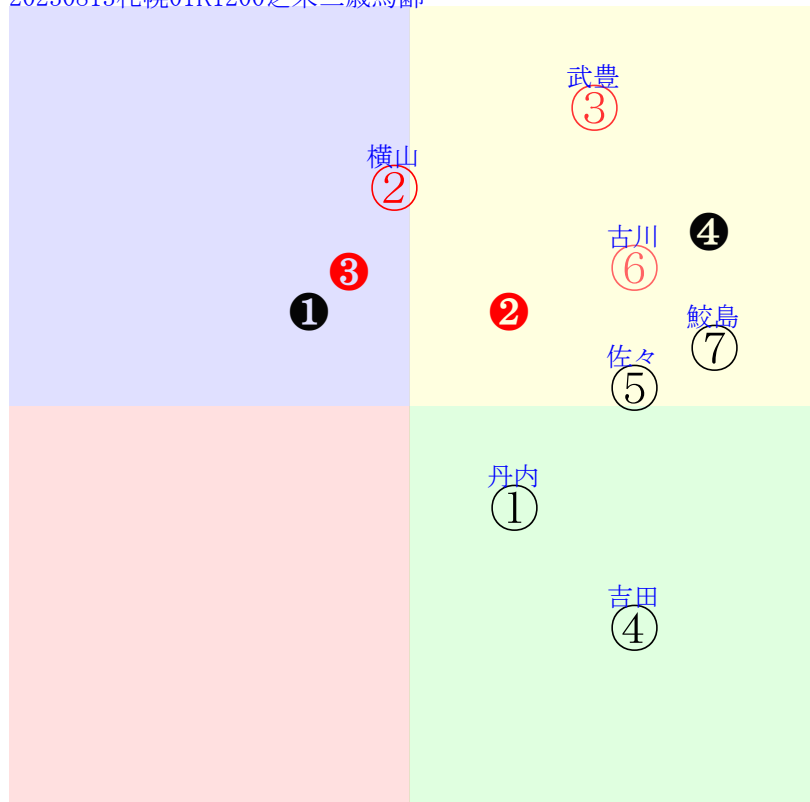 武豊
③
横山
②
古川
❹
⑥
❸
❶
❷
鮫島
⑦
佐々
⑤
丹内
①
吉田
④